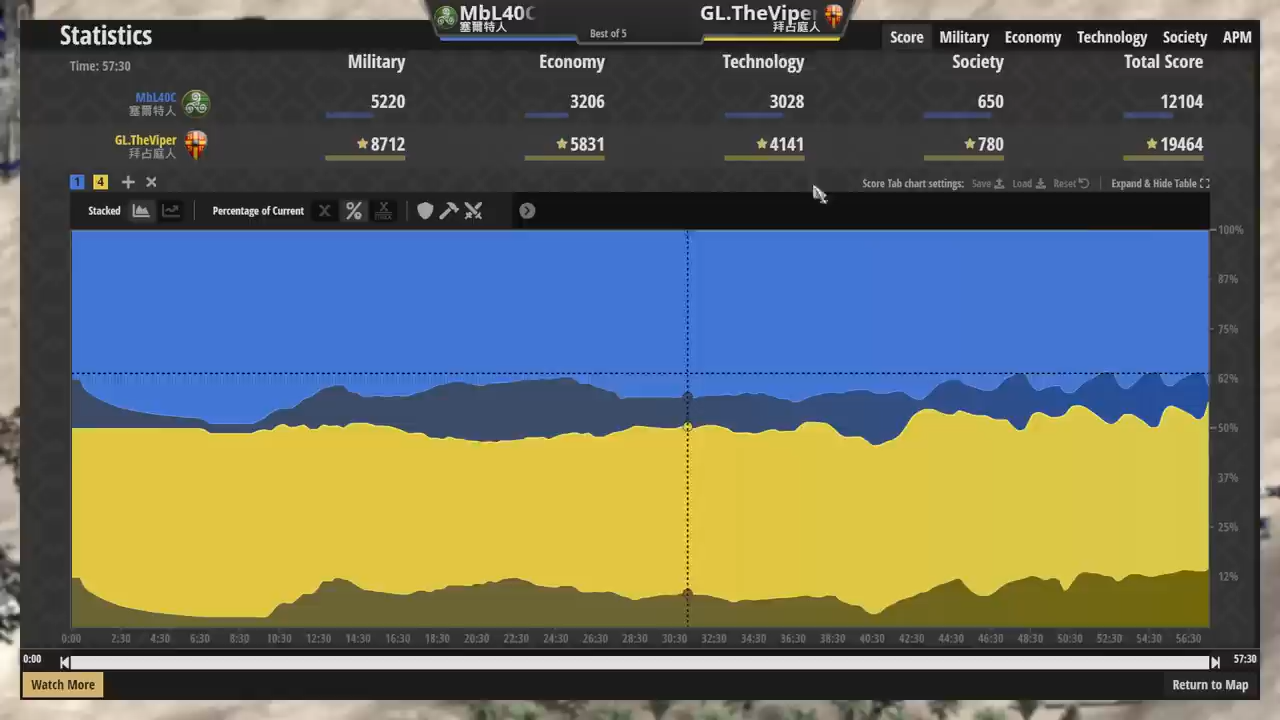 MbL40C
塞爾特人
Best of 5
GL.TheViper
拜占庭人
Statistics
Score Military Economy Technology Society APM
Time: 57:30
Military Economy Technology Society Total Score
MbL40C
塞爾特人
5220 3206 3028 650 12104
GL.TheViper
拜占庭人
8712 5831 4141 780 19464
1 4
Score Tab chart settings: Save Load Reset Expand & Hide Table
Stacked Percentage of Current X % X max
100%
87%
75%
62%
50%
37%
25%
12%
0:00 2:30 4:30 6:30 8:30 10:30 12:30 14:30 16:30 18:30 20:30 22:30 24:30 26:30 28:30 30:30 32:30 34:30 36:30 38:30 40:30 42:30 44:30 46:30 48:30 50:30 52:30 54:30 56:30
0:00 57:30
Watch More Return to Map